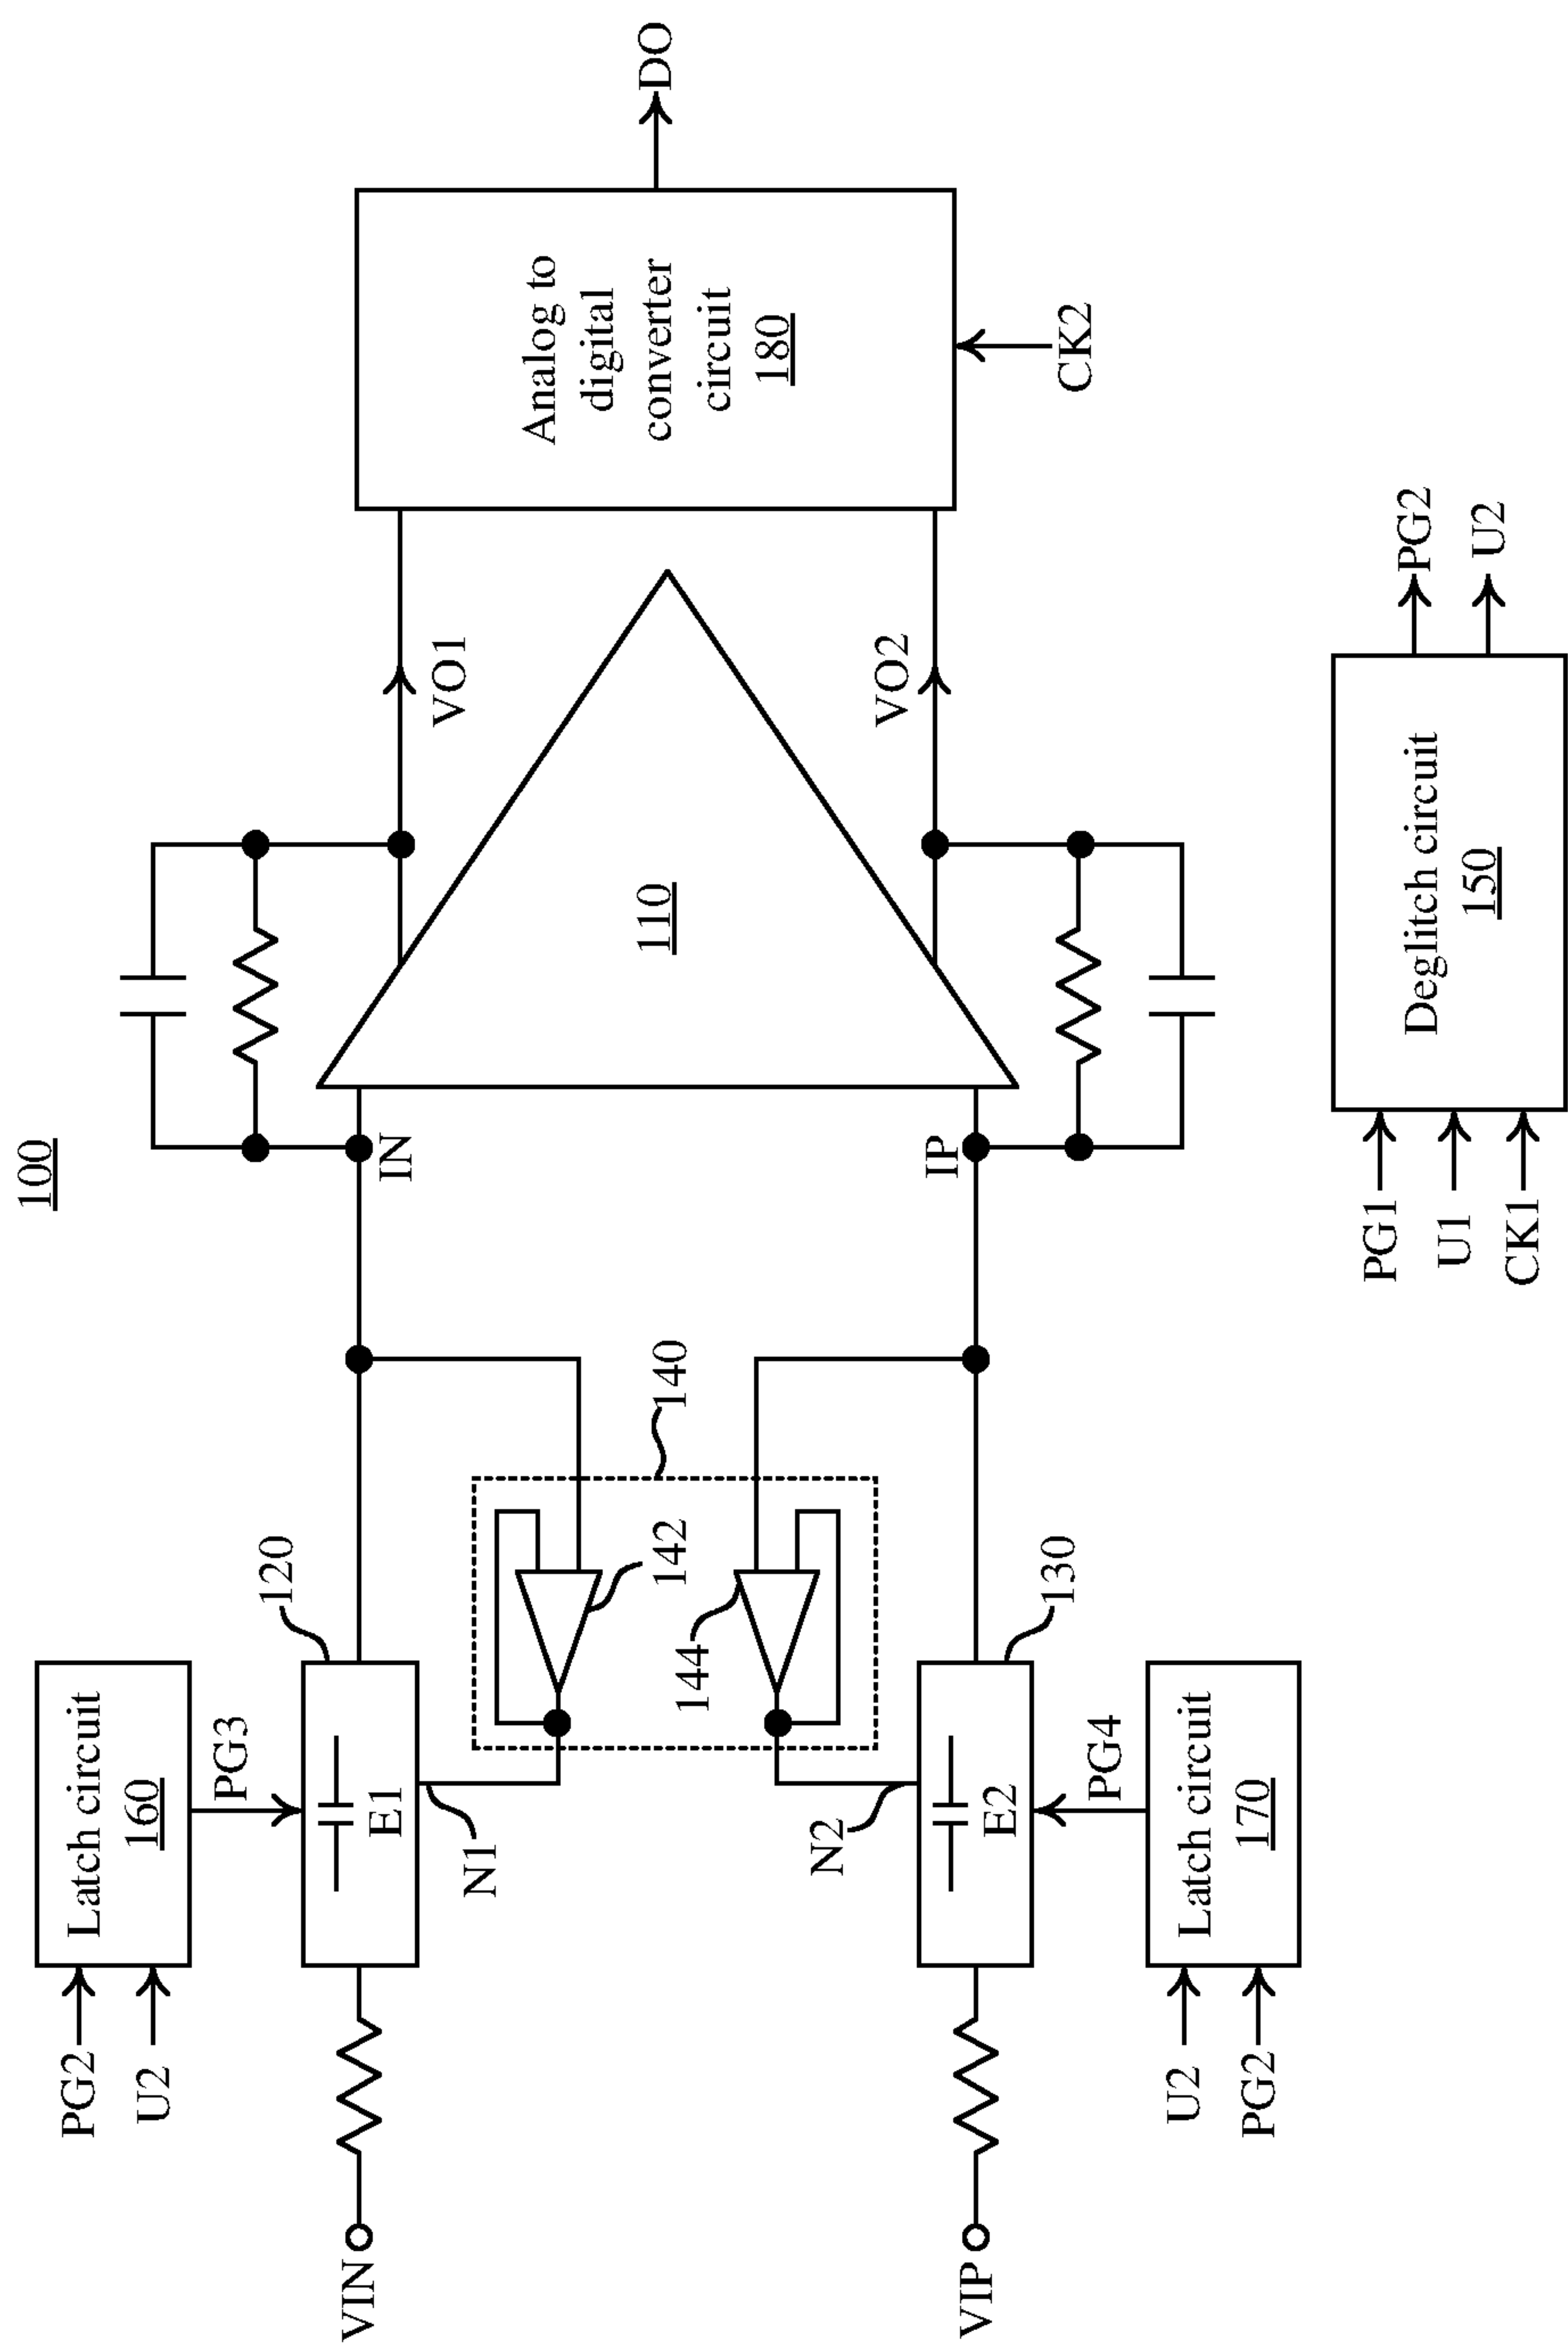 100
PG2
U2
Latch circuit
160
PG3
120
VIN
E1
N1
IN
VO1
142
140
144
110
Analog to
digital
converter
circuit
180
DO
N2
VIP
E2
130
IP
VO2
CK2
PG4
U2
PG2
Latch circuit
170
PG1
U1
CK1
Deglitch circuit
150
PG2
U2